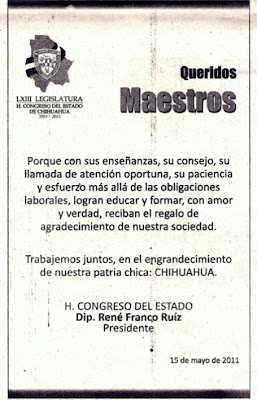 Queridos
Maestros
LXIII LEGISLATURA
H. CONGRESO DEL ESTADO
DE CHIHUAHUA
2010 - 2013
Porque con sus enseñanzas, su consejo, su
llamada de atención oportuna, su paciencia
y esfuerzo más allá de las obligaciones
laborales, logran educar y formar, con amor
y verdad, reciban el regalo de
agradecimiento de nuestra sociedad.
Trabajemos juntos, en el engrandecimiento
de nuestra patria chica: CHIHUAHUA.
H. CONGRESO DEL ESTADO
Dip. René Franco Ruíz
Presidente
15 de mayo de 2011